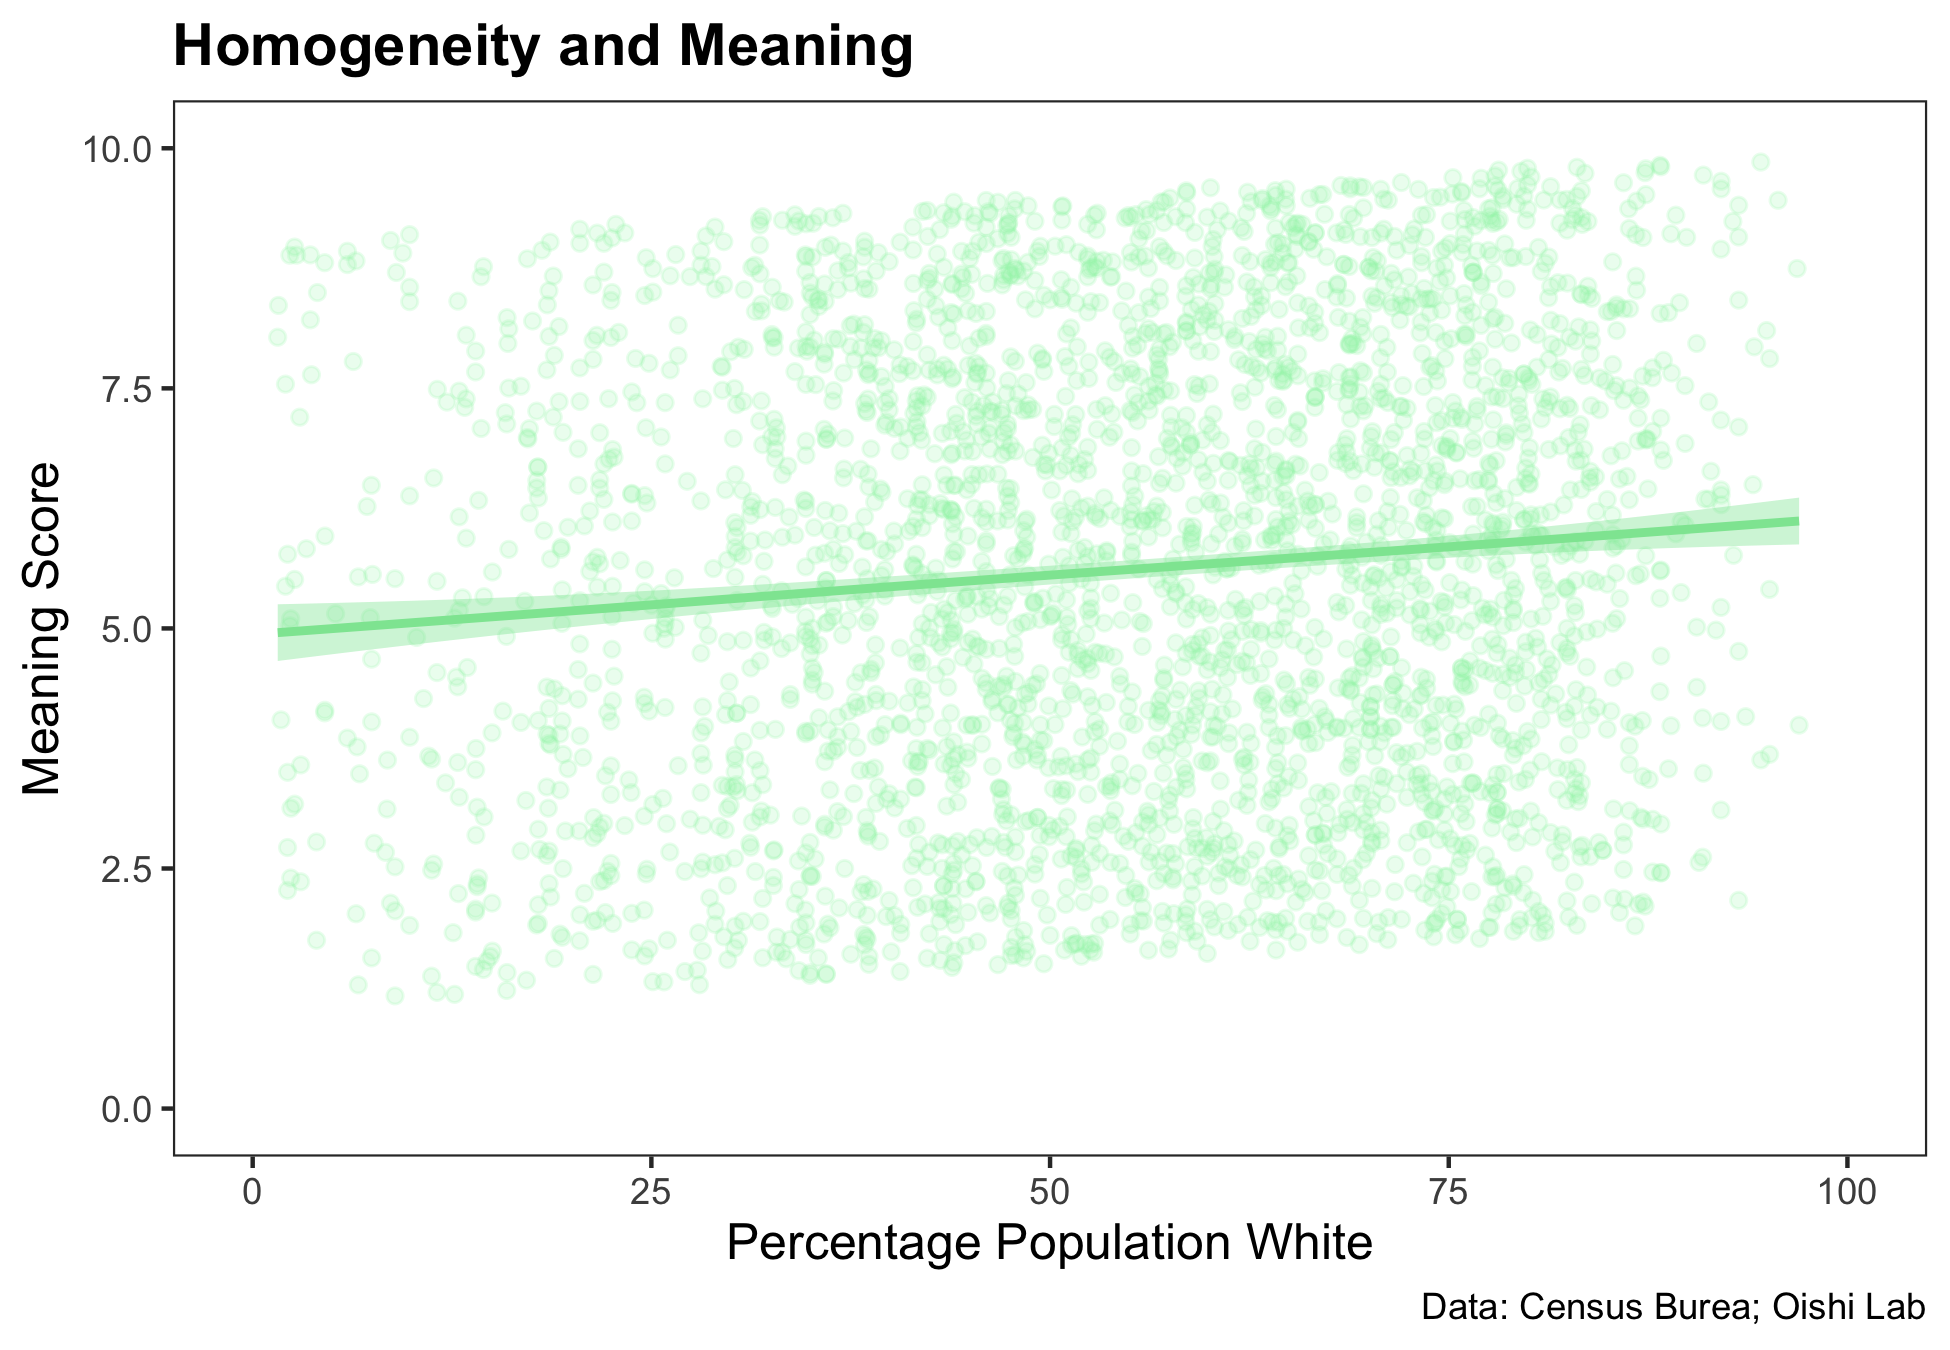 Homogeneity and Meaning
10.0
7.5
5.0
2.5
0.0
Meaning Score
0 25 50 75 100
Percentage Population White
Data: Census Burea; Oishi Lab